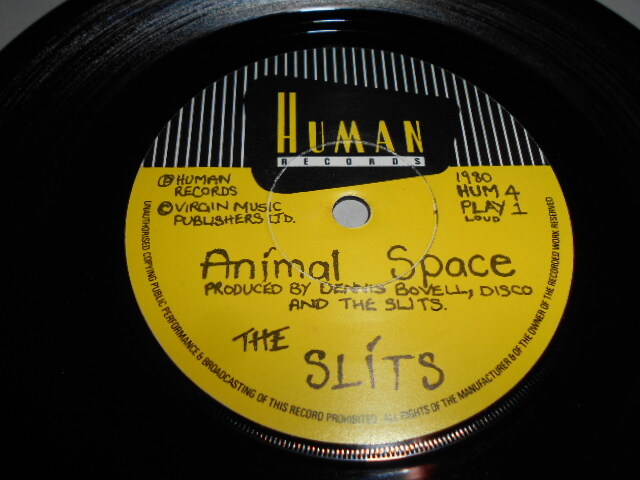 HUMAN
RECORDS
Ⓟ HUMAN
RECORDS
© VIRGIN MUSIC
PUBLISHERS LTD.
1980
HUM 4
PLAY 1
LOUD
Animal Space
PRODUCED BY DENNIS BOVELL, DISCO
AND THE SLITS.
THE SLITS
UNAUTHORISED COPYING PUBLIC PERFORMANCE & BROADCASTING OF THIS RECORD PROHIBITED - ALL RIGHTS OF THE MANUFACTURER & OF THE OWNER OF THE RECORDED WORK RESERVED